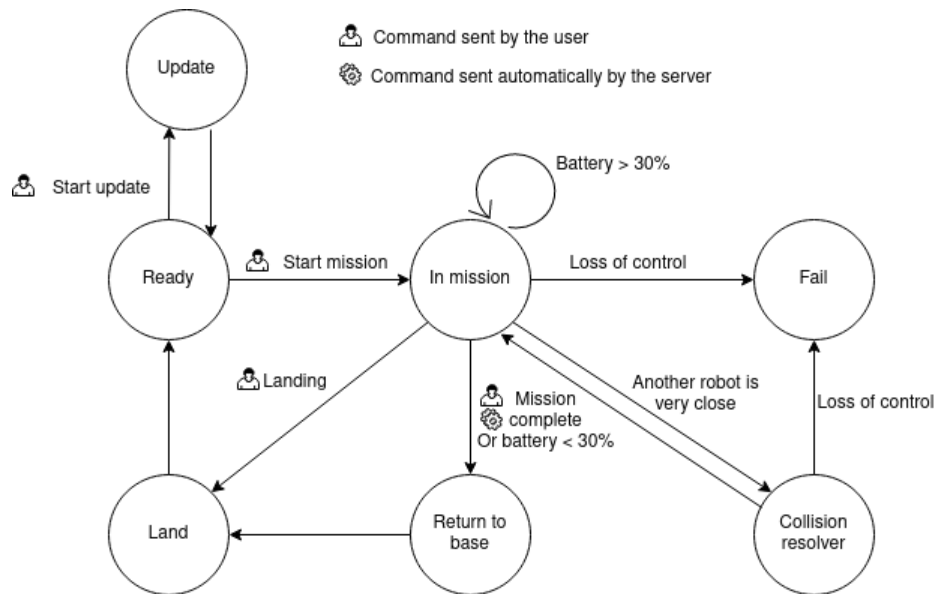 Update
Command sent by the user
Command sent automatically by the server
Battery > 30%
Start update
Ready
Start mission
In mission
Loss of control
Fail
Landing
Mission
complete
Or battery < 30%
Another robot is
very close
Loss of control
Land
Return to
base
Collision
resolver